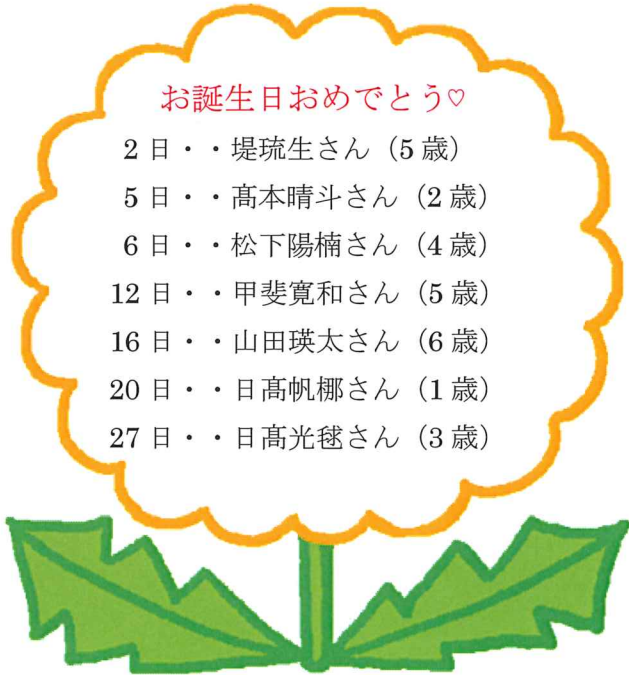 お誕生日おめでとう♡
2日・・堤琉生さん（5歳）
5日・・髙本晴斗さん（2歳）
6日・・松下陽楠さん（4歳）
12日・・甲斐寛和さん（5歳）
16日・・山田瑛太さん（6歳）
20日・・日髙帆梛さん（1歳）
27日・・日髙光毬さん（3歳）